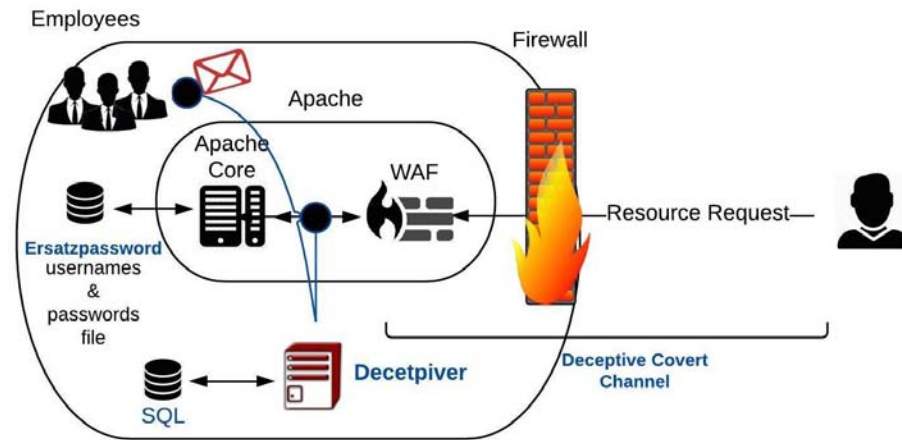 Employees
Firewall
Apache
Apache
Core
WAF
Resource Request
Ersatzpassword
usernames
&
passwords
file
Decetpiver
Deceptive Covert
Channel
SQL